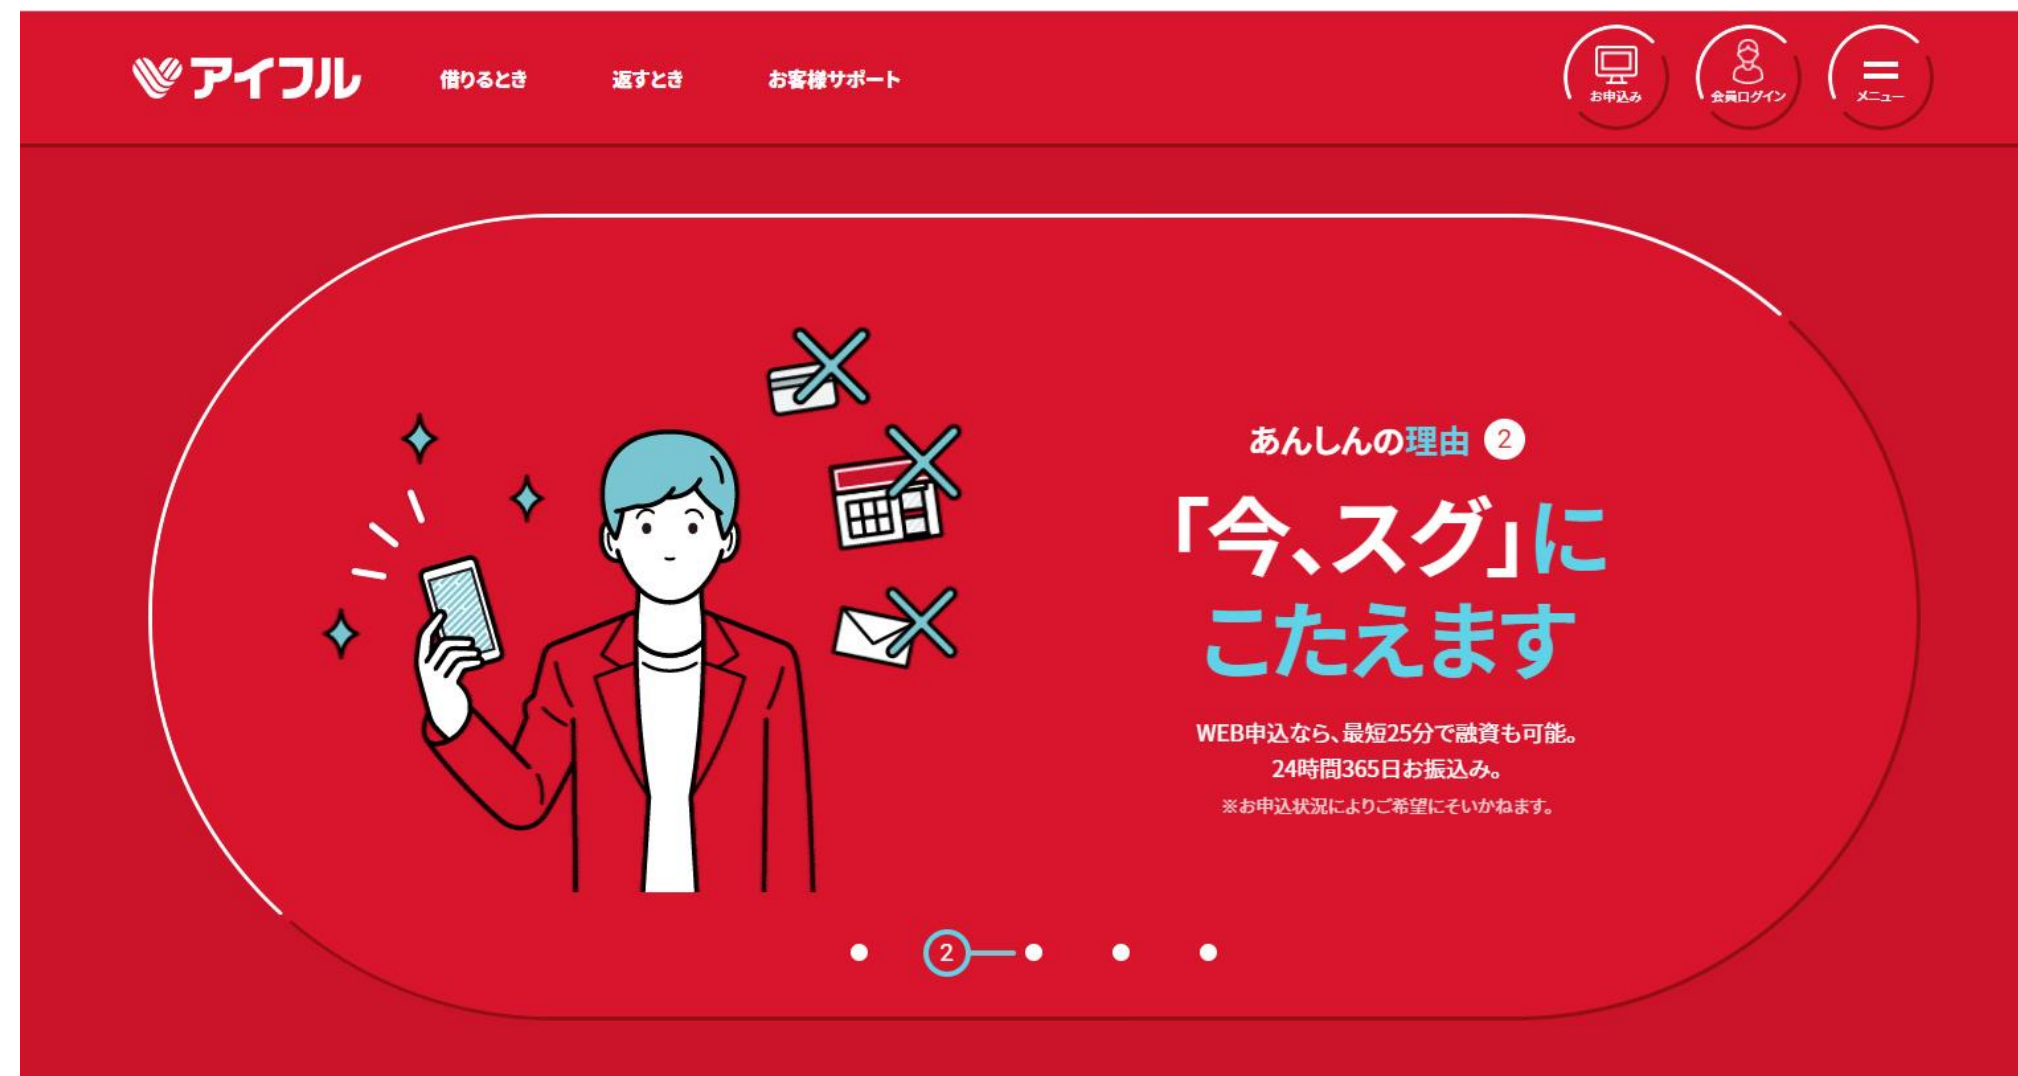 アイフル
借りるとき
返すとき
お客様サポート
お申込み
会員ログイン
メニュー
あんしんの理由 2
「今、スグ」に
こたえます
WEB申込なら、最短25分で融資も可能。
24時間365日お振込み。
※お申込状況によりご希望にそいかねます。
2